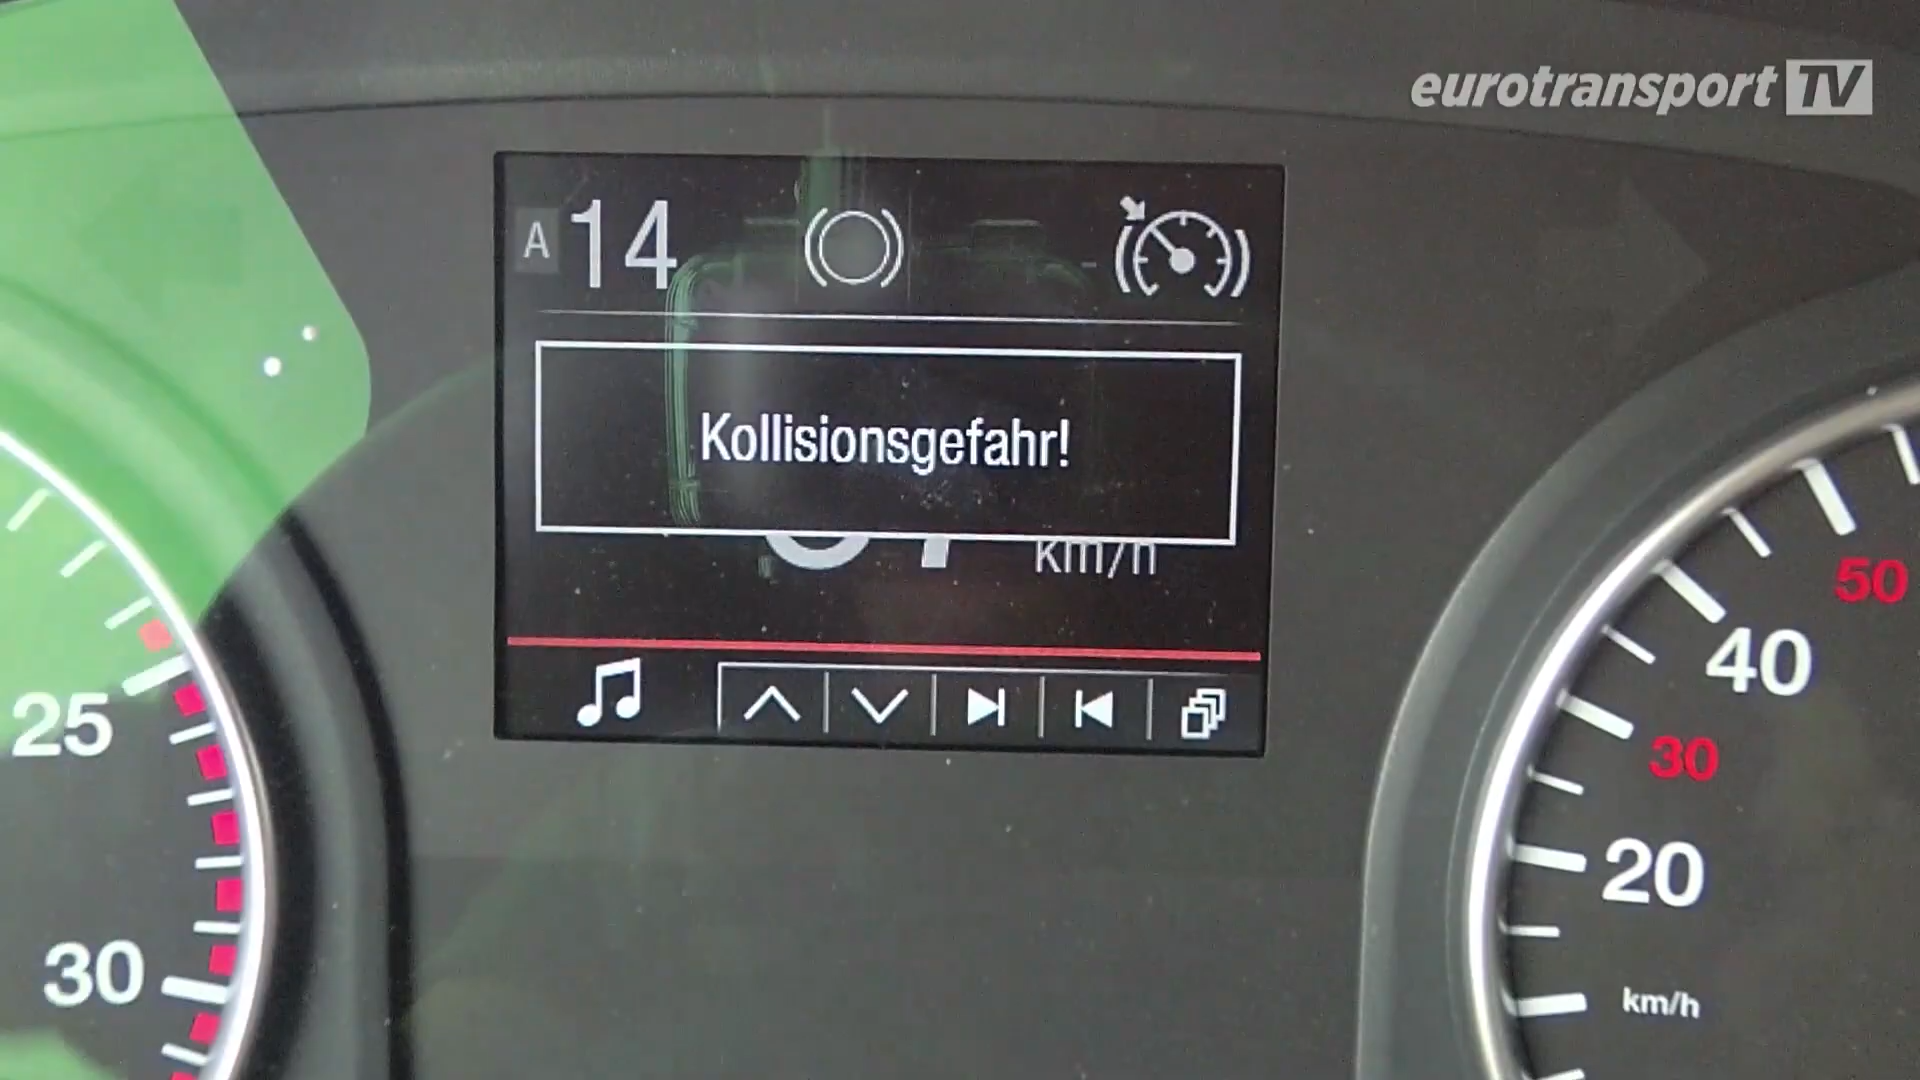 eurotransport TV
A 14
Kollisionsgefahr!
km/h
25
30
50
40
30
20
km/h